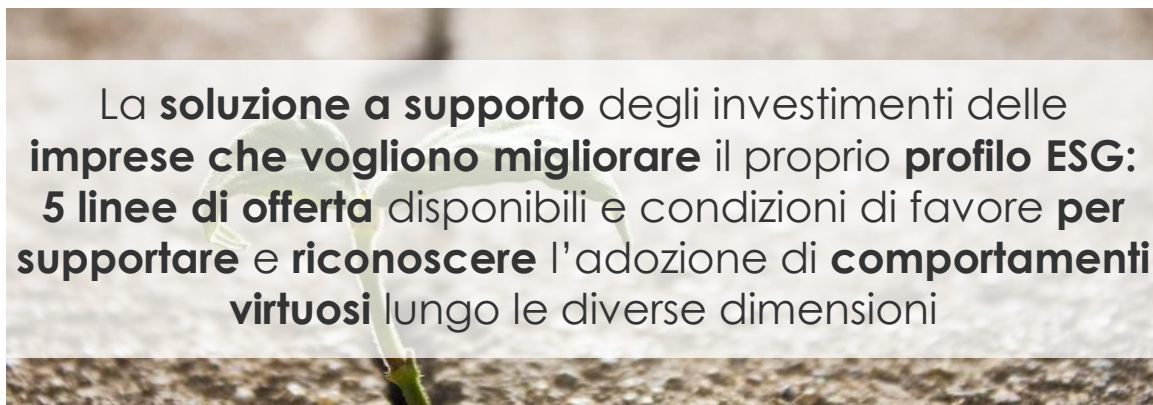 La soluzione a supporto degli investimenti delle
imprese che vogliono migliorare il proprio profilo ESG:
5 linee di offerta disponibili e condizioni di favore per
supportare e riconoscere l’adozione di comportamenti
virtuosi lungo le diverse dimensioni